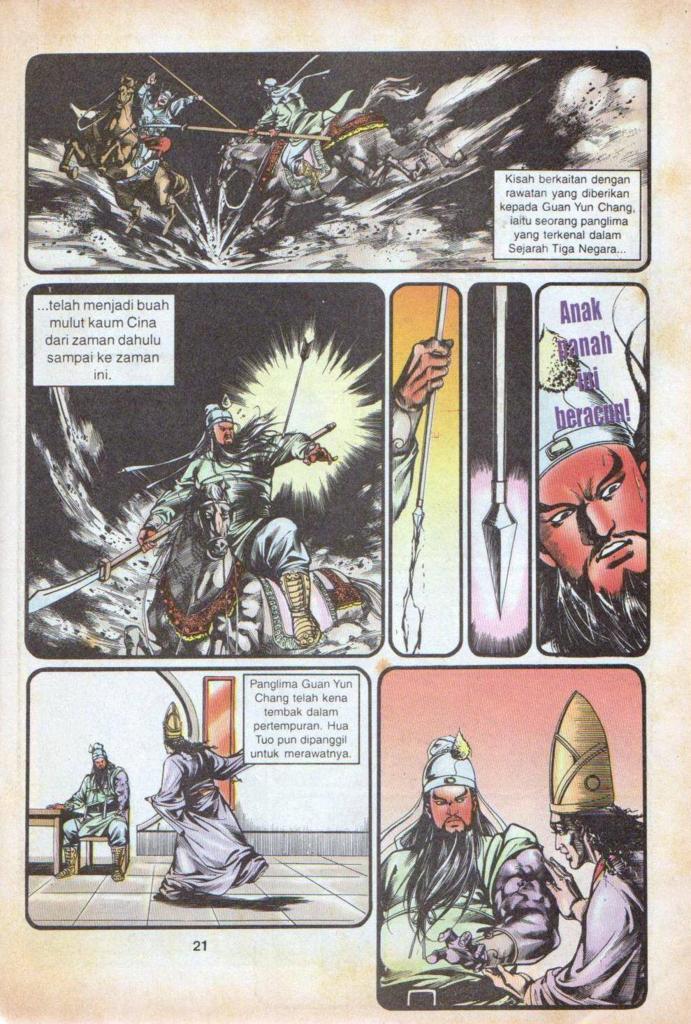 Kisah berkaitan dengan
rawatan yang diberikan
kepada Guan Yun Chang,
iaitu seorang panglima
yang terkenal dalam
Sejarah Tiga Negara...
...telah menjadi buah
mulut kaum Cina
dari zaman dahulu
sampai ke zaman
ini.
Anak
panah
ini
beracun!
Panglima Guan Yun
Chang telah kena
tembak dalam
pertempuran. Hua
Tuo pun dipanggil
untuk merawatnya.
21